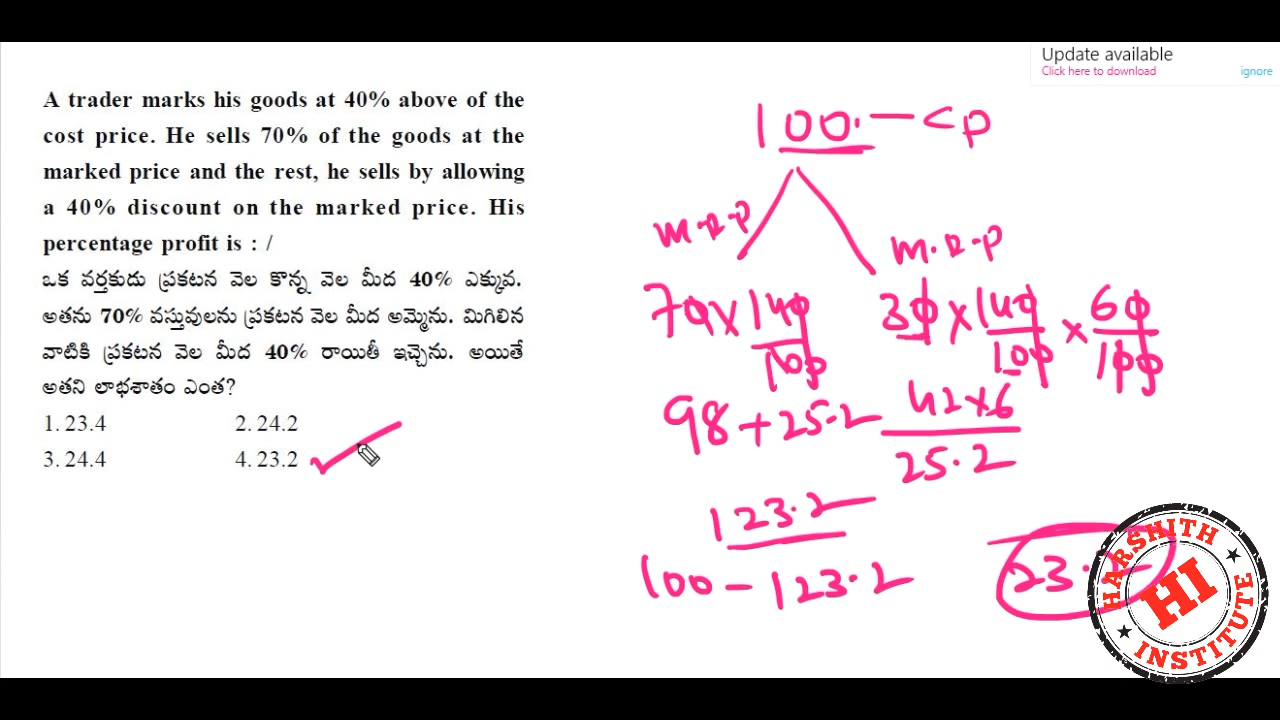 Update available
Click here to download ignore
A trader marks his goods at 40% above of the
cost price. He sells 70% of the goods at the
marked price and the rest, he sells by allowing
a 40% discount on the marked price. His
percentage profit is : /
ఒక వర్తకుడు ప్రకటన వెల కొన్న వెల మీద 40% ఎక్కువ.
అతను 70% వస్తువులను ప్రకటన వెల మీద అమ్మెను. మిగిలిన
వాటికి ప్రకటన వెల మీద 40% రాయితీ ఇచ్చెను. అయితే
అతని లాభశాతం ఎంత?
1. 23.4 2. 24.2
3. 24.4 4. 23.2
100. — CP
M.R.P M.R.P
70 × 140/100 30 × 140/100 × 60/100
98 + 25.2 42×6
25.2
123.2
100 - 123.2 23.2
HARSHITH
HI
INSTITUTE